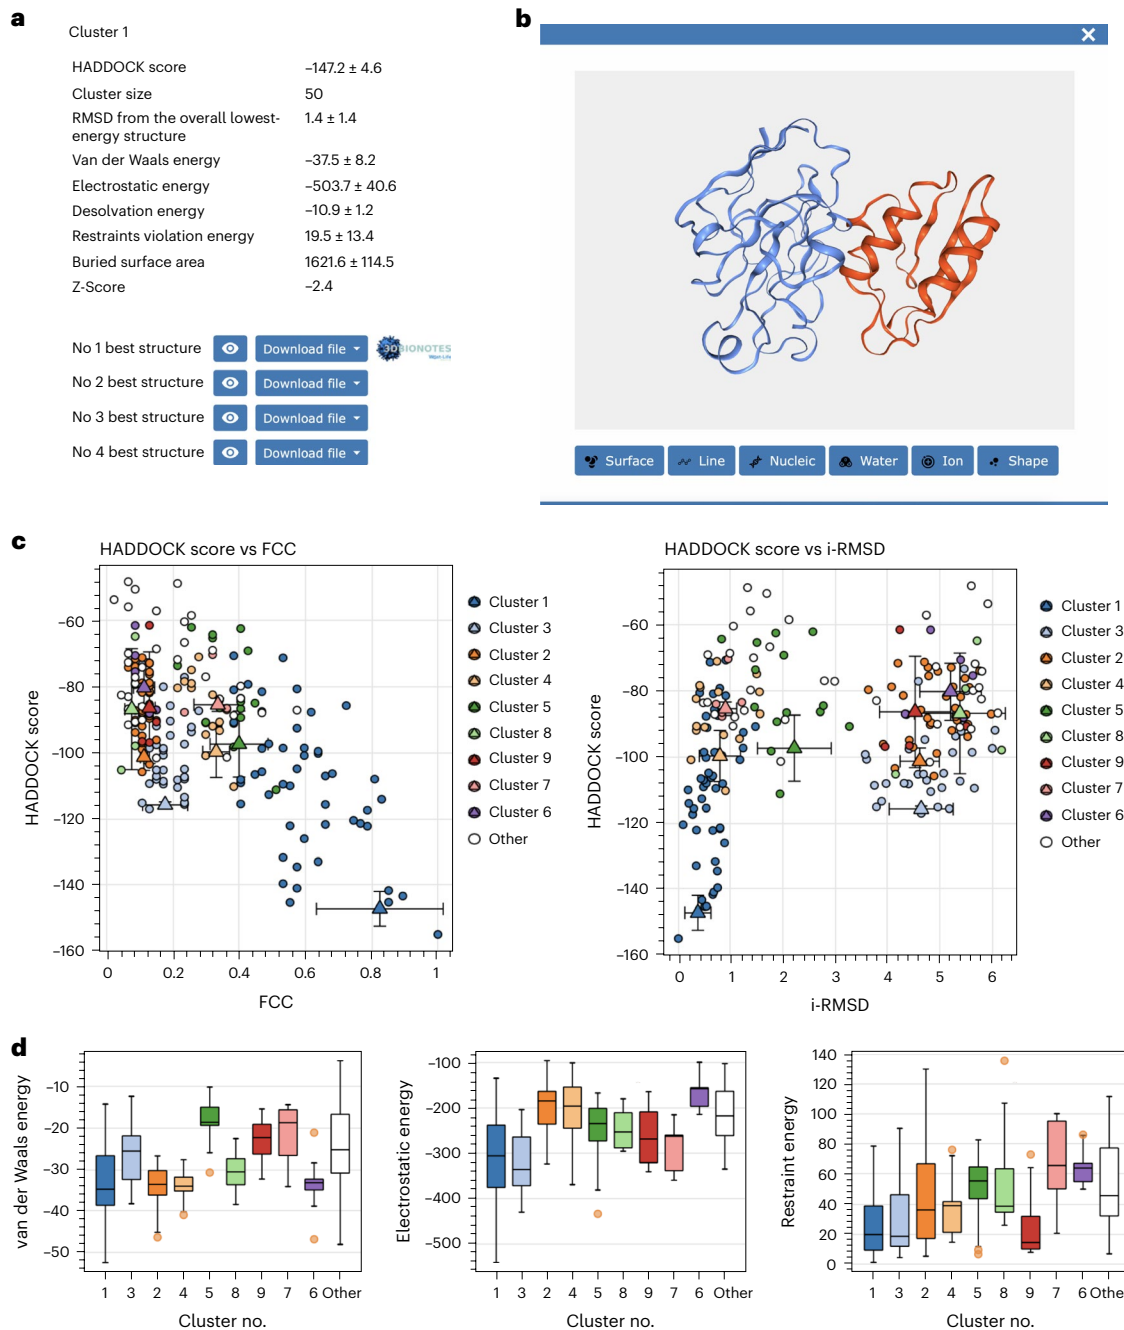 a
Cluster 1
HADDOCK score −147.2 ± 4.6
Cluster size 50
RMSD from the overall lowest- 1.4 ± 1.4
energy structure
Van der Waals energy −37.5 ± 8.2
Electrostatic energy −503.7 ± 40.6
Desolvation energy −10.9 ± 1.2
Restraints violation energy 19.5 ± 13.4
Buried surface area 1621.6 ± 114.5
Z-Score −2.4
No 1 best structure Download file 3DBIONOTES
No 2 best structure Download file
No 3 best structure Download file
No 4 best structure Download file
b
Surface Line Nucleic Water Ion Shape
c
HADDOCK score vs FCC
HADDOCK score
−60
−80
−100
−120
−140
−160
0 0.2 0.4 0.6 0.8 1
FCC
Cluster 1
Cluster 3
Cluster 2
Cluster 4
Cluster 5
Cluster 8
Cluster 9
Cluster 7
Cluster 6
Other
HADDOCK score vs i-RMSD
HADDOCK score
−60
−80
−100
−120
−140
−160
0 1 2 3 4 5 6
i-RMSD
Cluster 1
Cluster 3
Cluster 2
Cluster 4
Cluster 5
Cluster 8
Cluster 9
Cluster 7
Cluster 6
Other
d
van der Waals energy
−10
−20
−30
−40
−50
1 3 2 4 5 8 9 7 6 Other
Cluster no.
Electrostatic energy
−100
−200
−300
−400
−500
1 3 2 4 5 8 9 7 6 Other
Cluster no.
Restraint energy
140
120
100
80
60
40
20
0
1 3 2 4 5 8 9 7 6 Othe
Cluster no.